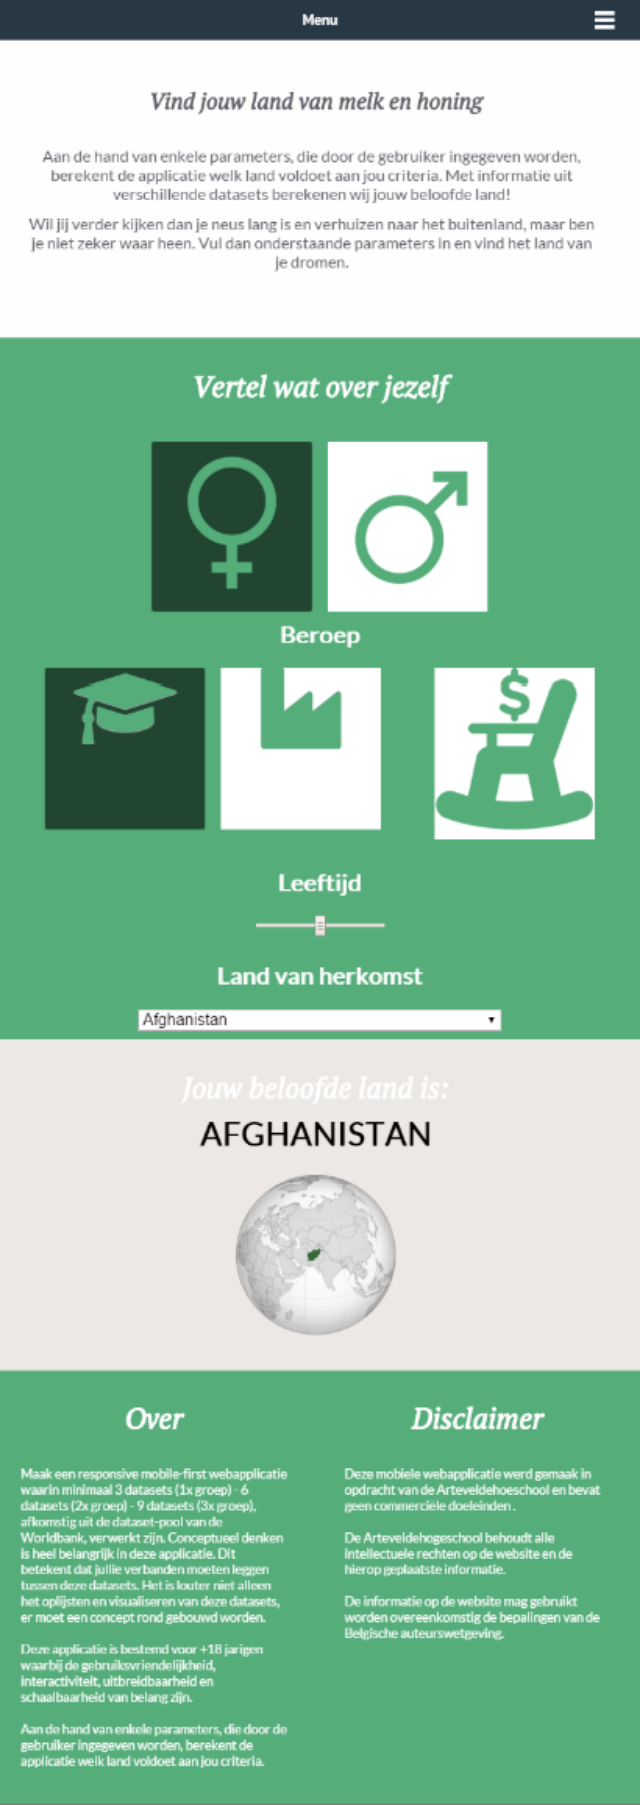 Menu
Vind jouw land van melk en honing
Aan de hand van enkele parameters, die door de gebruiker ingegeven worden,
berekent de applicatie welk land voldoet aan jou criteria. Met informatie uit
verschillende datasets berekenen wij jouw beloofde land!
Wil jij verder kijken dan je neus lang is en verhuizen naar het buitenland, maar ben
je niet zeker waar heen. Vul dan onderstaande parameters in en vind het land van
je dromen.
Vertel wat over jezelf
Beroep
$
Leeftijd
Land van herkomst
Afghanistan
Jouw beloofde land is:
AFGHANISTAN
Over
Maak een responsive mobile-first webapplicatie
waarin minimaal 3 datasets (1x groep) - 6
datasets (2x groep) - 9 datasets (3x groep),
afkomstig uit de dataset-pool van de
Worldbank, verwerkt zijn. Conceptueel denken
is heel belangrijk in deze applicatie. Dit
betekent dat jullie verbanden moeten leggen
tussen deze datasets. Het is louter niet alleen
het oplijsten en visualiseren van deze datasets,
er moet een concept rond gebouwd worden.
Deze applicatie is bestemd voor +18 jarigen
waarbij de gebruiksvriendelijkheid,
interactiviteit, uitbreidbaarheid en
schaalbaarheid van belang zijn.
Aan de hand van enkele parameters, die door de
gebruiker ingegeven worden, berekent de
applicatie welk land voldoet aan jou criteria.
Disclaimer
Deze mobiele webapplicatie werd gemaak in
opdracht van de Arteveldehoeschool en bevat
geen commerciële doeleinden .
De Arteveldehogeschool behoudt alle
intellectuele rechten op de website en de
hierop geplaatste informatie.
De informatie op de website mag gebruikt
worden overeenkomstig de bepalingen van de
Belgische auteurswetgeving.